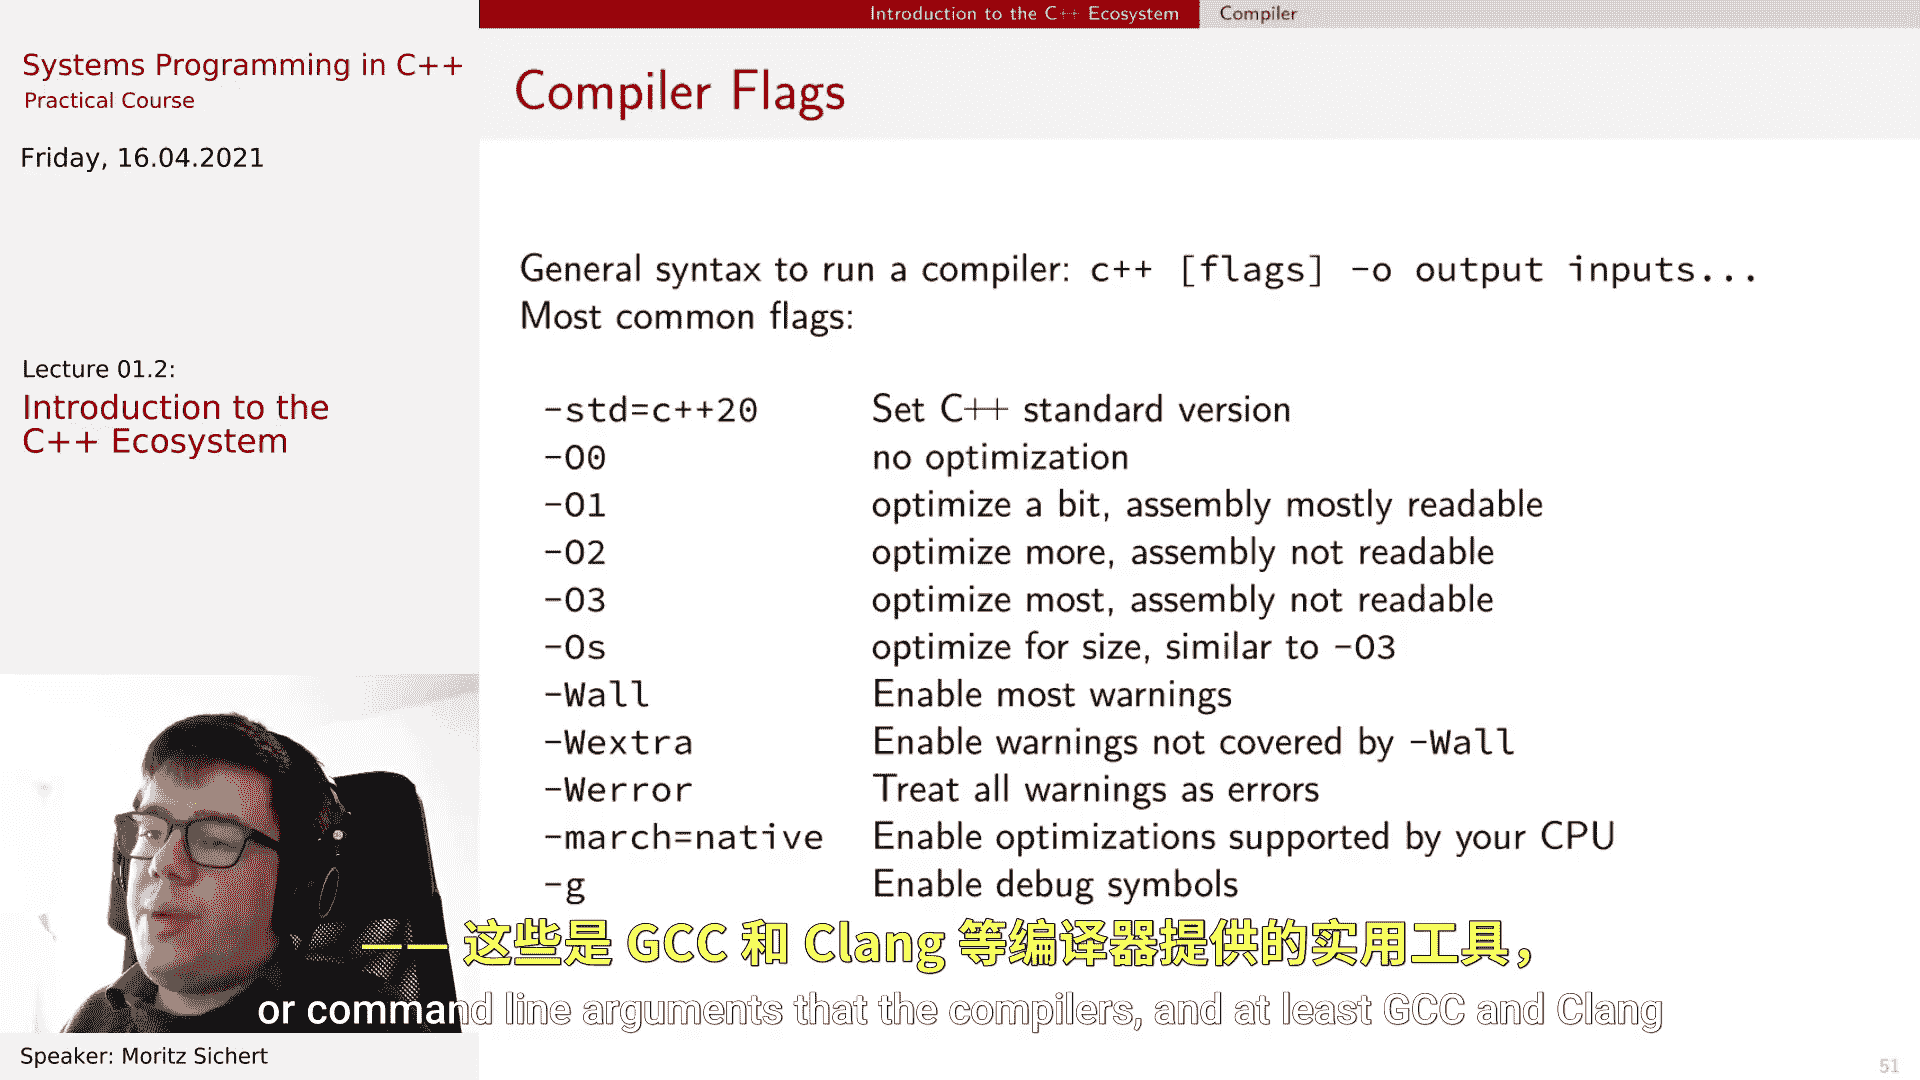 Introduction to the C++ Ecosystem
Compiler
Systems Programming in C++
Practical Course
Friday, 16.04.2021
Lecture 01.2:
Introduction to the
C++ Ecosystem
Compiler Flags
General syntax to run a compiler: c++ [flags] -o output inputs...
Most common flags:
-std=c++20 Set C++ standard version
-O0 no optimization
-O1 optimize a bit, assembly mostly readable
-O2 optimize more, assembly not readable
-O3 optimize most, assembly not readable
-Os optimize for size, similar to -O3
-Wall Enable most warnings
-Wextra Enable warnings not covered by -Wall
-Werror Treat all warnings as errors
-march=native Enable optimizations supported by your CPU
-g Enable debug symbols
—— 这些是 GCC 和 Clang 等编译器提供的实用工具，
or command line arguments that the compilers, and at least GCC and Clang
Speaker: Moritz Sichert
51